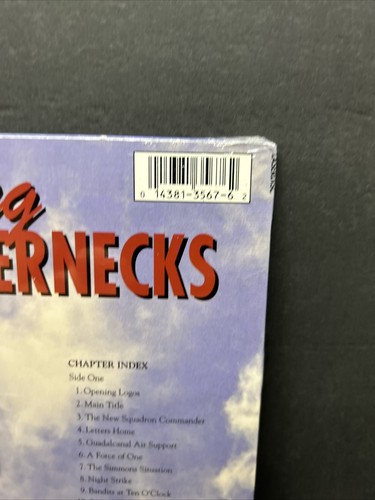 0 14381-3567-6 2
g
ERNECKS
CHAPTER INDEX
Side One
1. Opening Logos
2. Main Title
3. The New Squadron Commander
4. Letters Home
5. Guadalcanal Air Support
6. A Force of One
7. The Simmons Situation
8. Night Strike
9. Bandits at Ten O'Clock